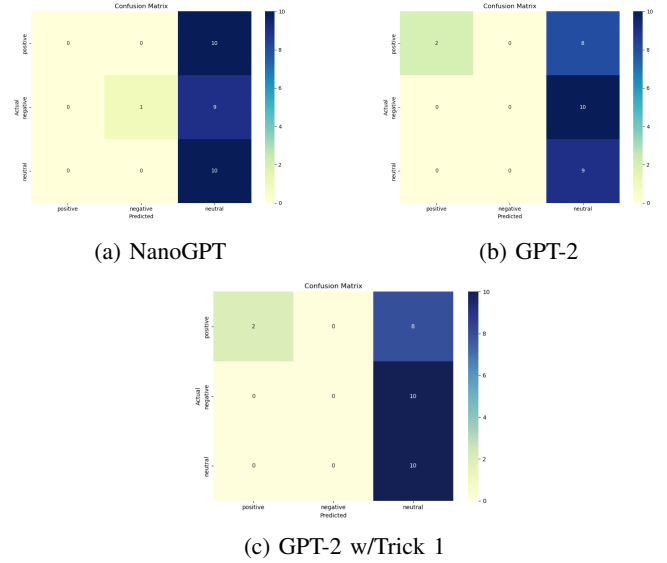 Confusion Matrix
positive
0
0
10
Actual
negative
0
1
9
neutral
0
0
10
positive
negative
neutral
Predicted
10
8
6
4
2
0
(a) NanoGPT
Confusion Matrix
positive
2
0
8
Actual
negative
0
0
10
neutral
0
0
9
positive
negative
neutral
Predicted
10
8
6
4
2
0
(b) GPT-2
Confusion Matrix
positive
2
0
8
Actual
negative
0
0
10
neutral
0
0
10
positive
negative
neutral
Predicted
10
8
6
4
2
0
(c) GPT-2 w/Trick 1